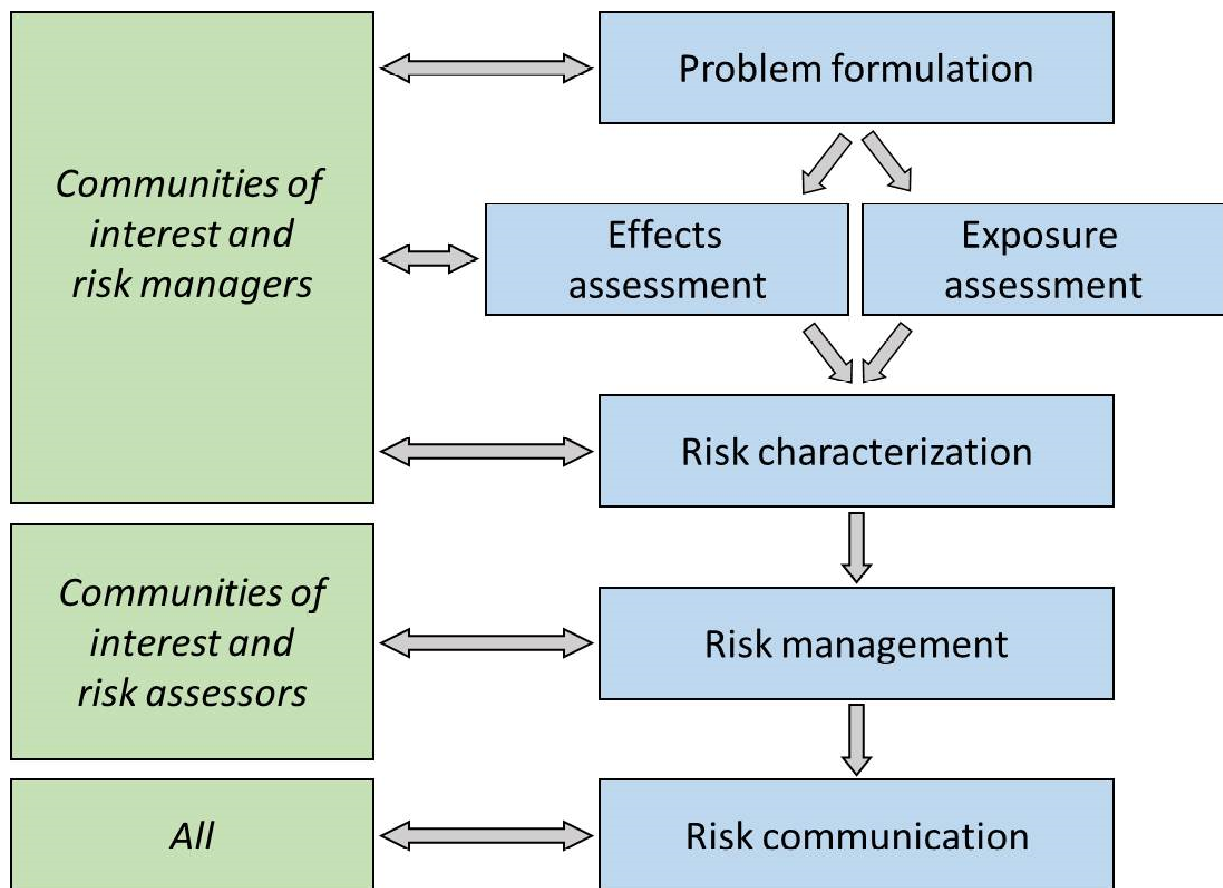 Problem formulation
Communities of
interest and
risk managers
Effects
assessment
Exposure
assessment
Risk characterization
Communities of
interest and
risk assessors
Risk management
All
Risk communication